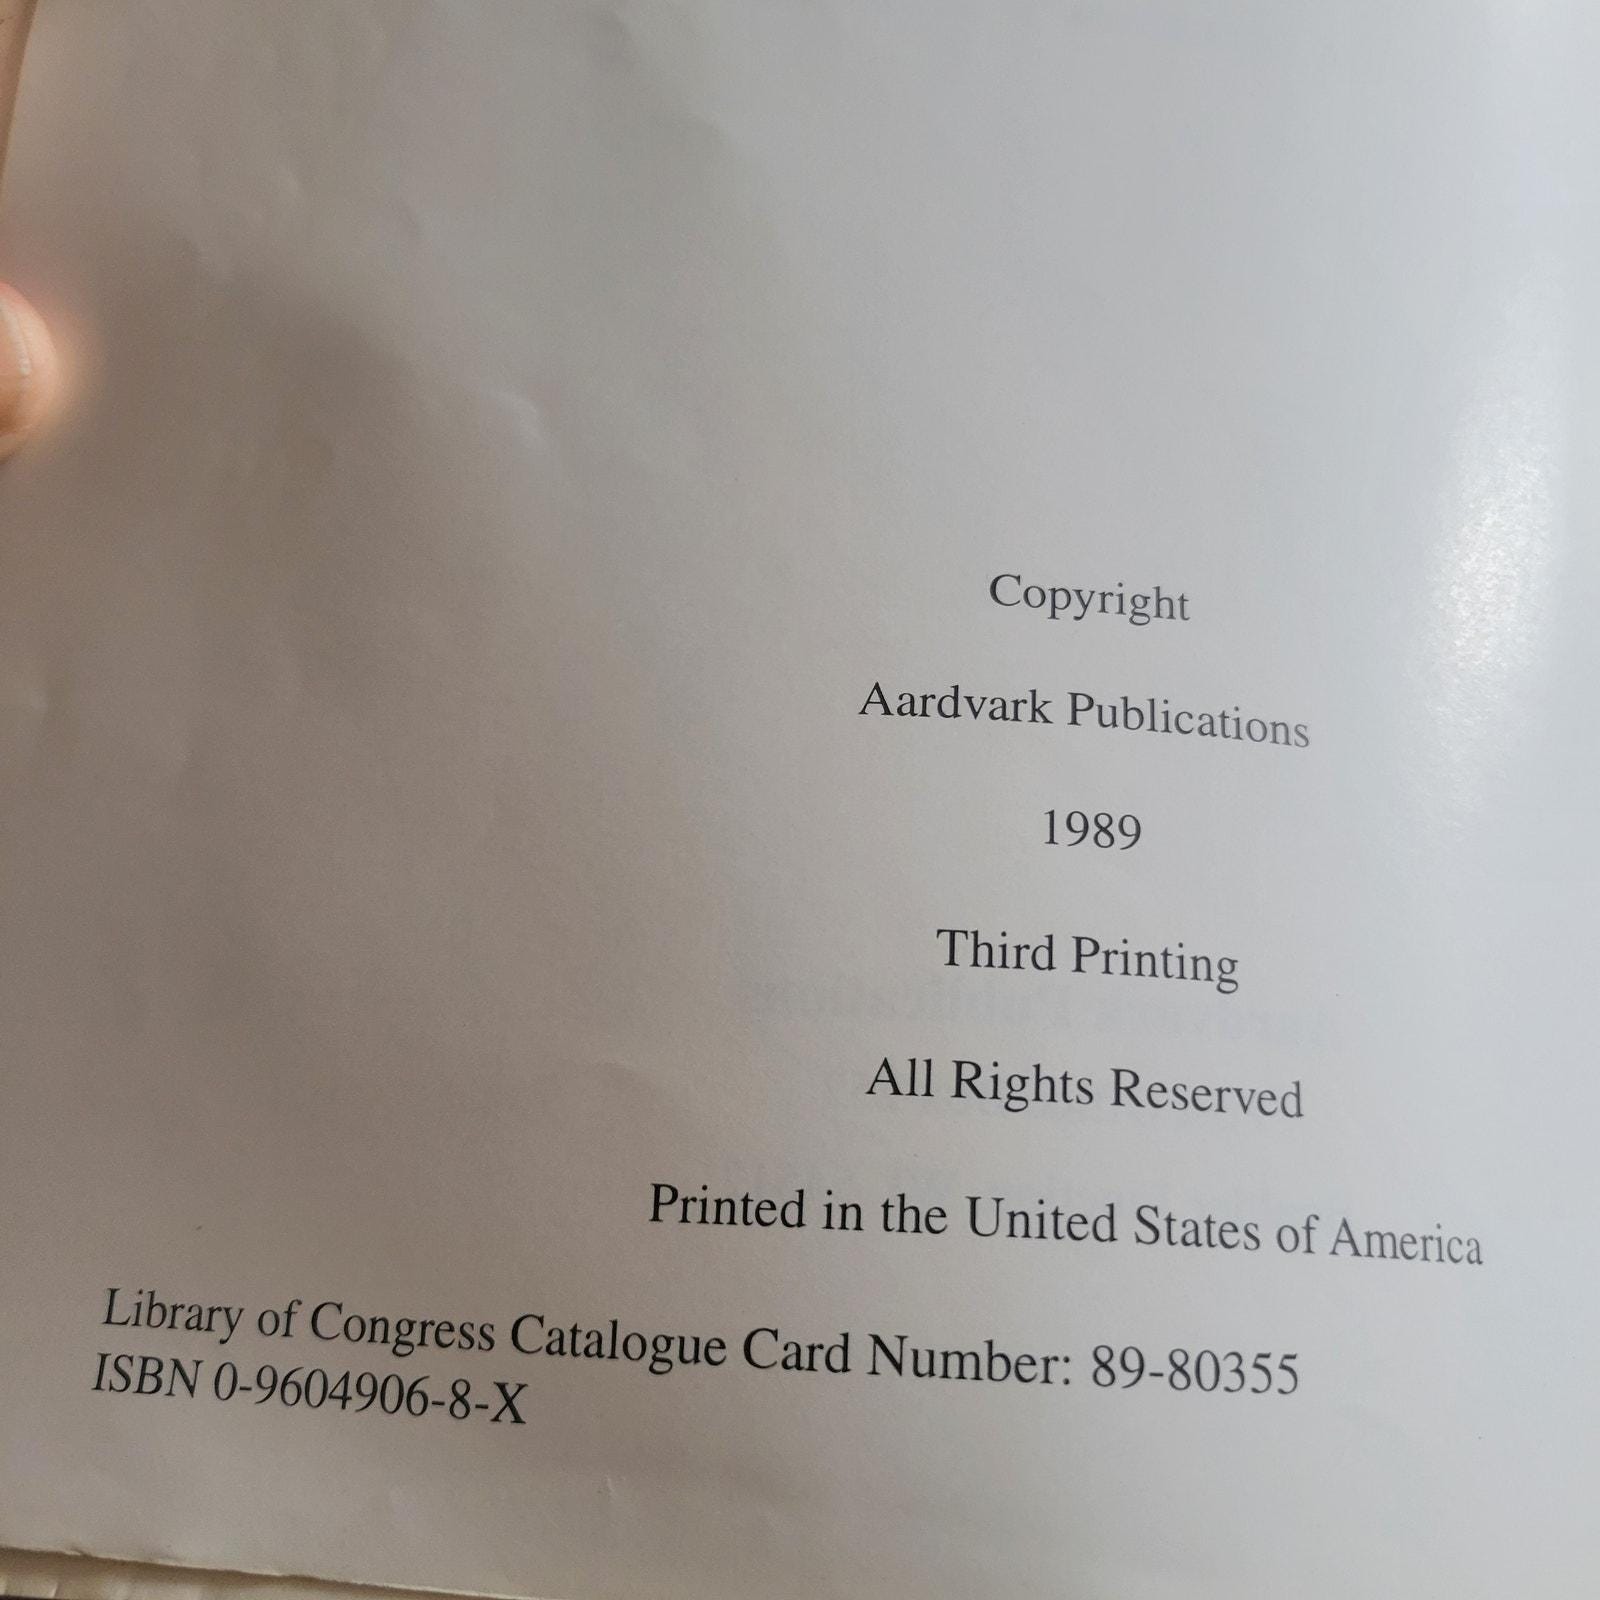 Copyright
Aardvark Publications
1989
Third Printing
All Rights Reserved
Printed in the United States of America
Library of Congress Catalogue Card Number: 89-80355
ISBN 0-9604906-8-X